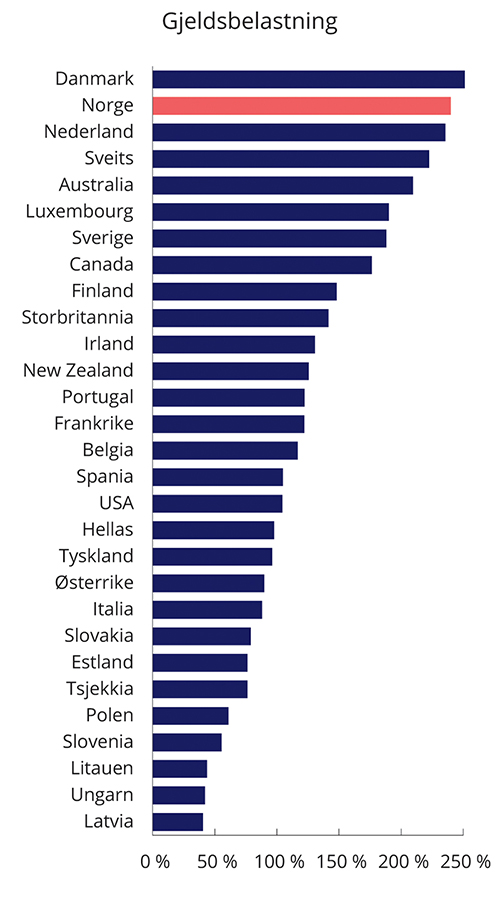 Gjeldsbelastning
Danmark
Norge
Nederland
Sveits
Australia
Luxembourg
Sverige
Canada
Finland
Storbritannia
Irland
New Zealand
Portugal
Frankrike
Belgia
Spania
USA
Hellas
Tyskland
Østerrike
Italia
Slovakia
Estland
Tsjekkia
Polen
Slovenia
Litauen
Ungarn
Latvia
0 % 50 % 100 % 150 % 200 % 250 %